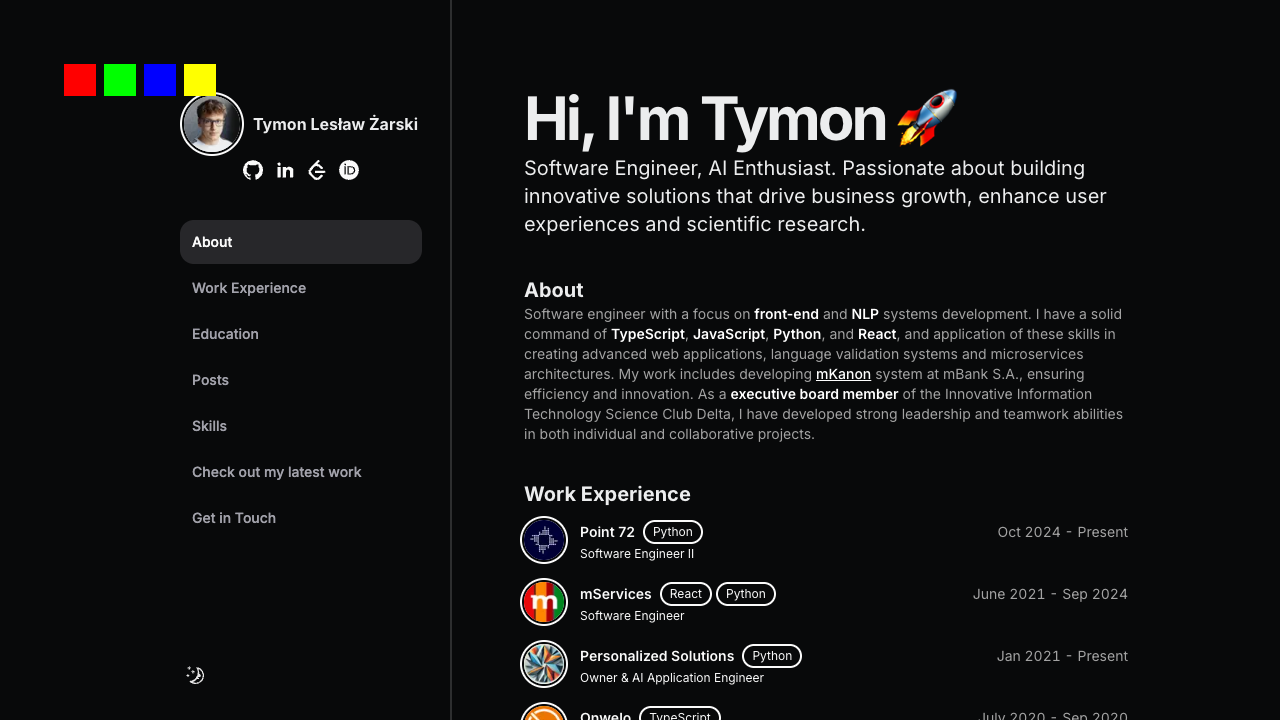 Tymon Lesław Żarski
About
Work Experience
Education
Posts
Skills
Check out my latest work
Get in Touch
Hi, I'm Tymon 🚀
Software Engineer, AI Enthusiast. Passionate about building
innovative solutions that drive business growth, enhance user
experiences and scientific research.
About
Software engineer with a focus on front-end and NLP systems development. I have a solid
command of TypeScript, JavaScript, Python, and React, and application of these skills in
creating advanced web applications, language validation systems and microservices
architectures. My work includes developing mKanon system at mBank S.A., ensuring
efficiency and innovation. As a executive board member of the Innovative Information
Technology Science Club Delta, I have developed strong leadership and teamwork abilities
in both individual and collaborative projects.
Work Experience
Point 72 Python Oct 2024 - Present
Software Engineer II
m
mServices React Python June 2021 - Sep 2024
Software Engineer
Personalized Solutions Python Jan 2021 - Present
Owner & AI Application Engineer
Onwelo TypeScript July 2020 - Sep 2020